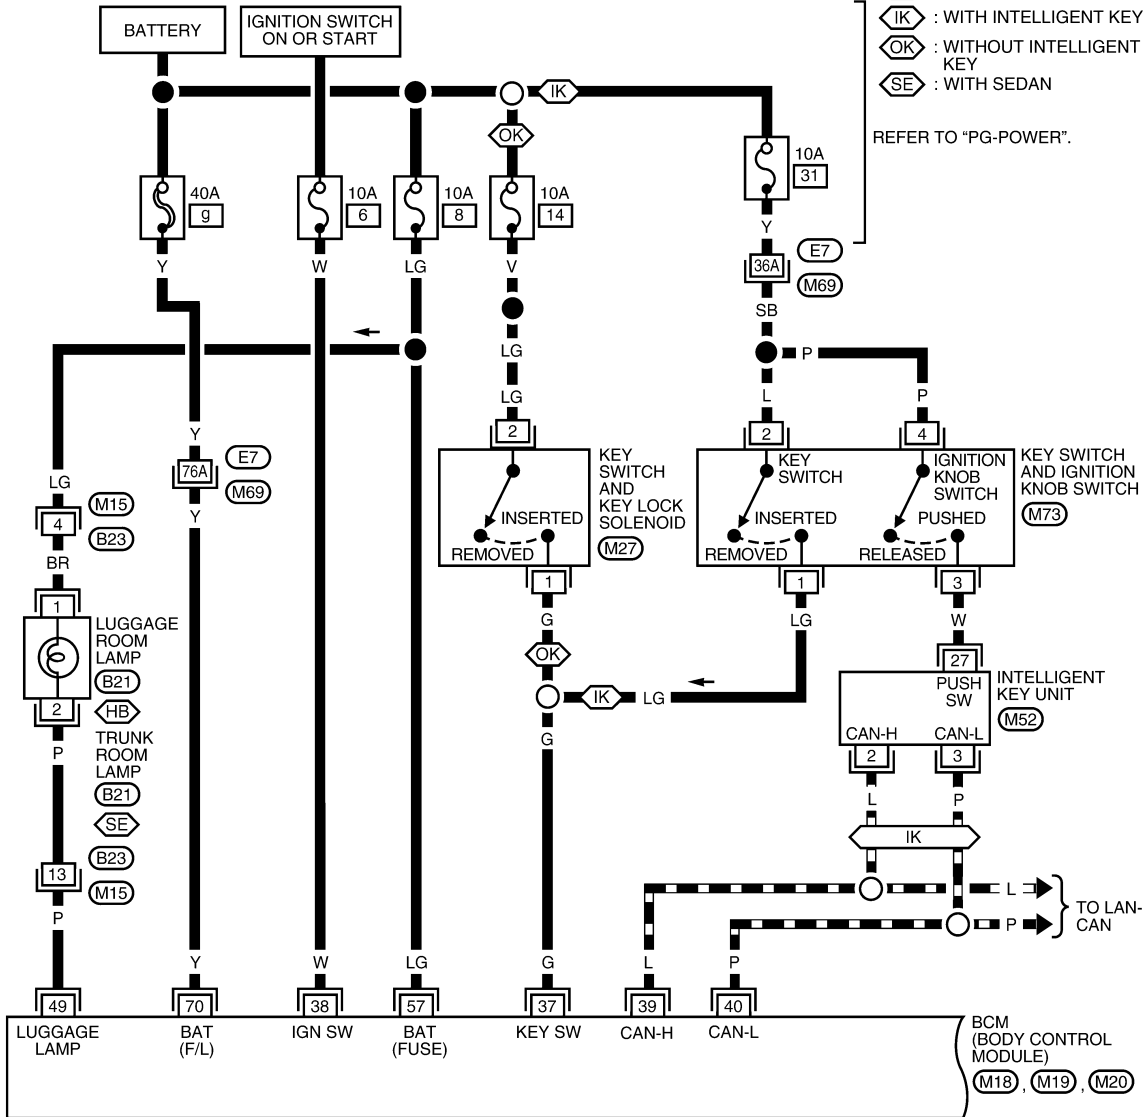 BATTERY
IGNITION SWITCH
ON OR START
IK : WITH INTELLIGENT KEY
OK : WITHOUT INTELLIGENT
KEY
SE : WITH SEDAN
REFER TO “PG-POWER”.
IK
OK
40A
g
10A
6
10A
8
10A
14
10A
31
Y
W
LG
V
Y
36A
E7
M69
SB
LG
P
LG
L
P
Y
76A
E7
M69
Y
2
2
4
KEY
SWITCH
AND
KEY LOCK
SOLENOID
M27
INSERTED
REMOVED
KEY
SWITCH
INSERTED
REMOVED
IGNITION
KNOB
SWITCH
PUSHED
RELEASED
KEY SWITCH
AND IGNITION
KNOB SWITCH
M73
LG
4
M15
B23
BR
1
LUGGAGE
ROOM
LAMP
B21
HB
2
TRUNK
ROOM
LAMP
B21
SE
P
13
B23
M15
P
1
G
OK
IK
LG
G
1
LG
3
W
27
PUSH
SW
INTELLIGENT
KEY UNIT
M52
CAN-H
CAN-L
2
3
L
P
IK
L
P
TO LAN-
CAN
Y
W
LG
G
L
P
49
70
38
57
37
39
40
LUGGAGE
LAMP
BAT
(F/L)
IGN SW
BAT
(FUSE)
KEY SW
CAN-H
CAN-L
BCM
(BODY CONTROL
MODULE)
M18 , M19 , M20